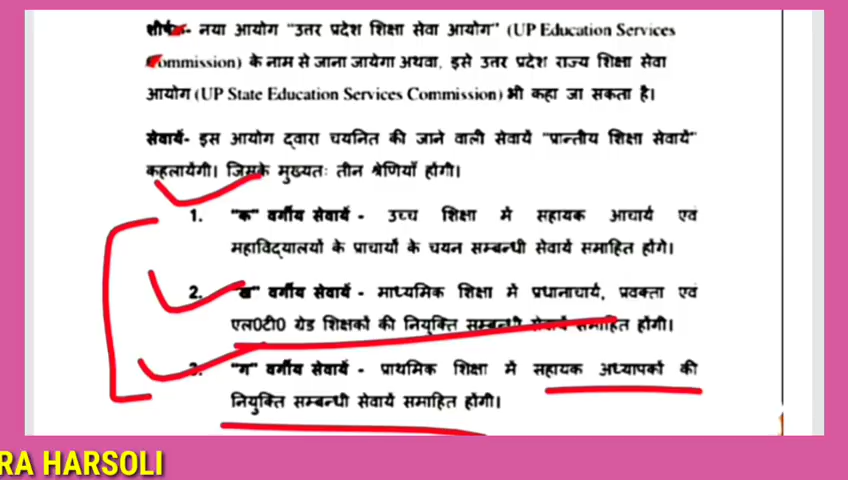 शीर्षक- नया आयोग "उत्तर प्रदेश शिक्षा सेवा आयोग" (UP Education Services
Commission) के नाम से जाना जायेगा अथवा, इसे उत्तर प्रदेश राज्य शिक्षा सेवा
आयोग (UP State Education Services Commission) भी कहा जा सकता है।
सेवायें- इस आयोग द्वारा चयनित की जाने वाली सेवायें "प्रान्तीय शिक्षा सेवायें"
कहलायेंगी। जिसके मुख्यतः तीन श्रेणियाँ होंगी।
1. "क" वर्गीय सेवायें - उच्च शिक्षा में सहायक आचार्य एवं
महाविद्यालयों के प्राचार्यो के चयन सम्बन्धी सेवायें समाहित होंगे।
2. "ख" वर्गीय सेवायें - माध्यमिक शिक्षा में प्रधानाचार्य, प्रवक्ता एवं
एल0टी0 ग्रेड शिक्षकों की नियुक्ति सम्बन्धी सेवायें समाहित होंगी।
3. "ग" वर्गीय सेवायें - प्राथमिक शिक्षा में सहायक अध्यापकों की
नियुक्ति सम्बन्धी सेवायें समाहित होंगी।
RA HARSOLI